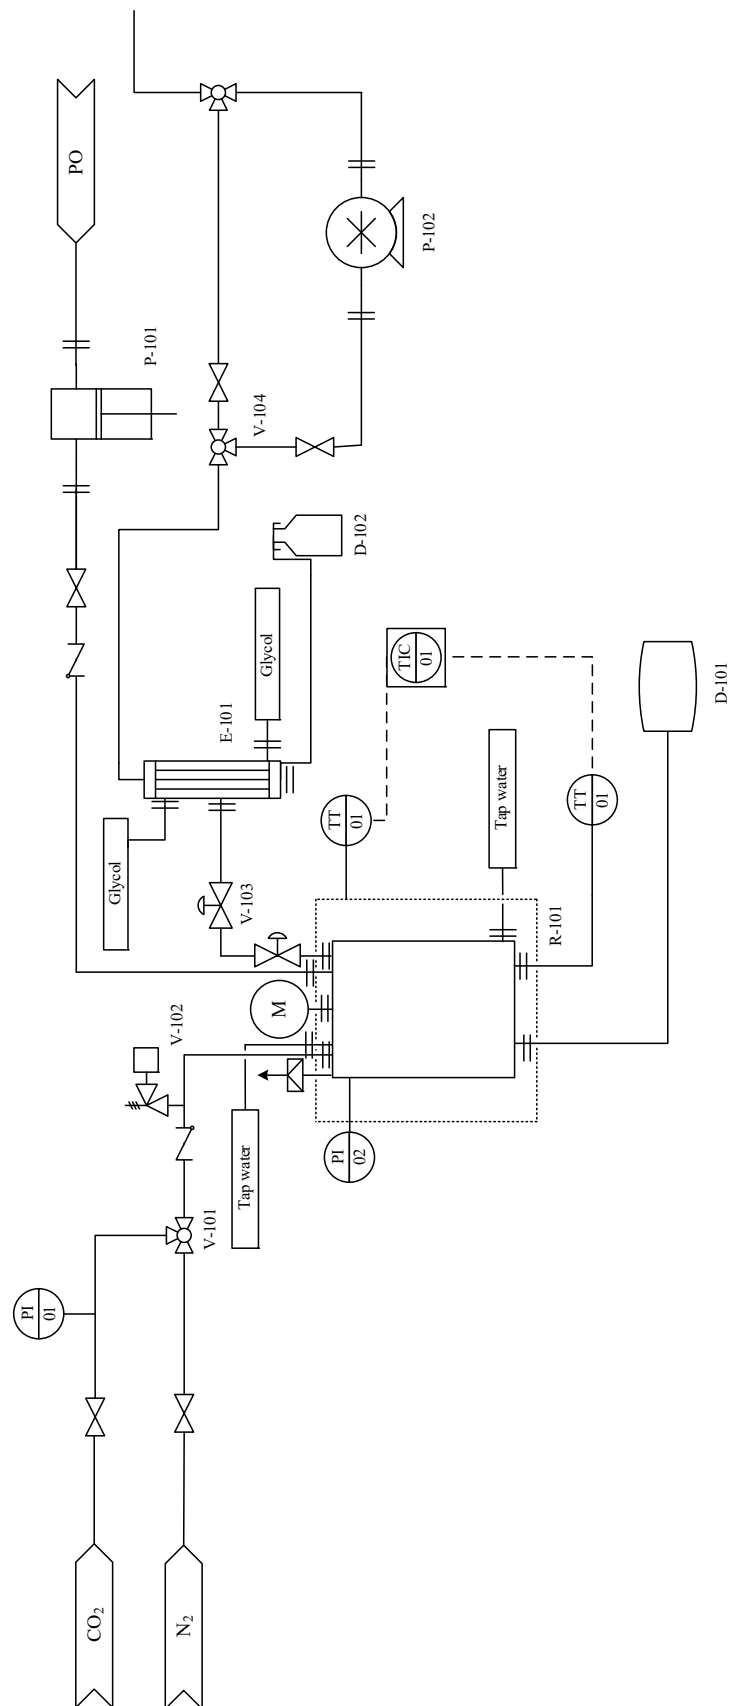 CO₂
N₂
PI
01
V-101
V-102
Tap water
PI
02
M
R-101
Tap water
V-103
Glycol
E-101
Glycol
D-102
TT
01
TIC
01
TT
01
D-101
V-104
P-101
PO
P-102